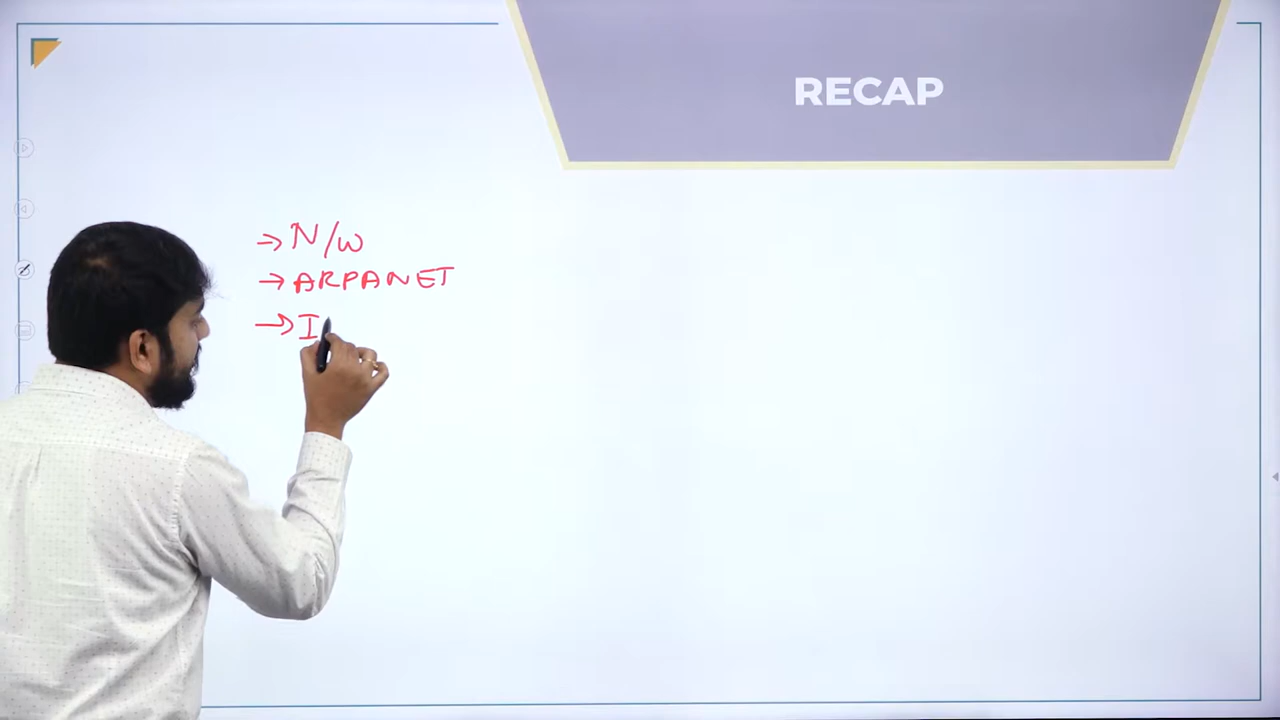 RECAP
→ N/W
→ ARPANET
→ I